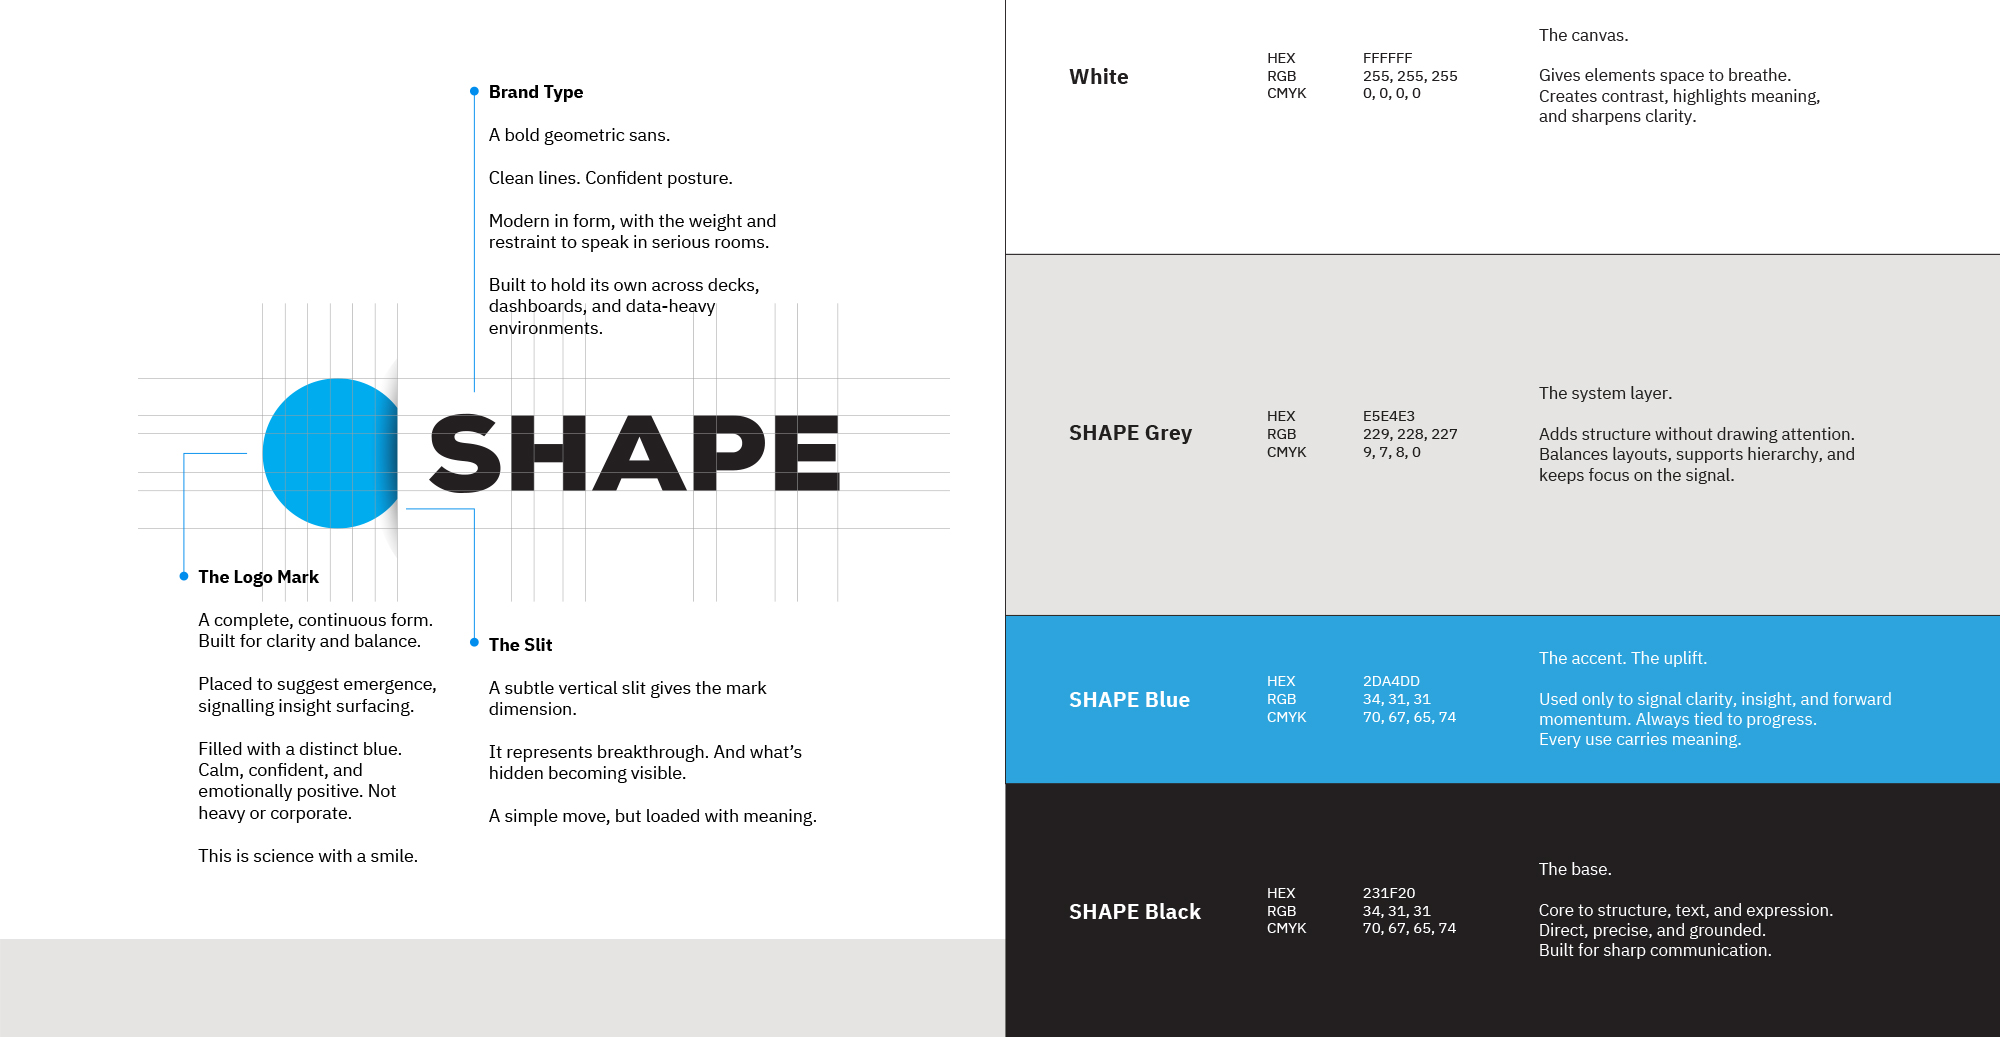 Brand Type
A bold geometric sans.
Clean lines. Confident posture.
Modern in form, with the weight and
restraint to speak in serious rooms.
Built to hold its own across decks,
dashboards, and data-heavy
environments.
SHAPE
The Logo Mark
A complete, continuous form.
Built for clarity and balance.
Placed to suggest emergence,
signalling insight surfacing.
Filled with a distinct blue.
Calm, confident, and
emotionally positive. Not
heavy or corporate.
This is science with a smile.
The Slit
A subtle vertical slit gives the mark
dimension.
It represents breakthrough. And what’s
hidden becoming visible.
A simple move, but loaded with meaning.
White
HEX FFFFFF
RGB 255, 255, 255
CMYK 0, 0, 0, 0
The canvas.
Gives elements space to breathe.
Creates contrast, highlights meaning,
and sharpens clarity.
SHAPE Grey
HEX E5E4E3
RGB 229, 228, 227
CMYK 9, 7, 8, 0
The system layer.
Adds structure without drawing attention.
Balances layouts, supports hierarchy, and
keeps focus on the signal.
SHAPE Blue
HEX 2DA4DD
RGB 34, 31, 31
CMYK 70, 67, 65, 74
The accent. The uplift.
Used only to signal clarity, insight, and forward
momentum. Always tied to progress.
Every use carries meaning.
SHAPE Black
HEX 231F20
RGB 34, 31, 31
CMYK 70, 67, 65, 74
The base.
Core to structure, text, and expression.
Direct, precise, and grounded.
Built for sharp communication.